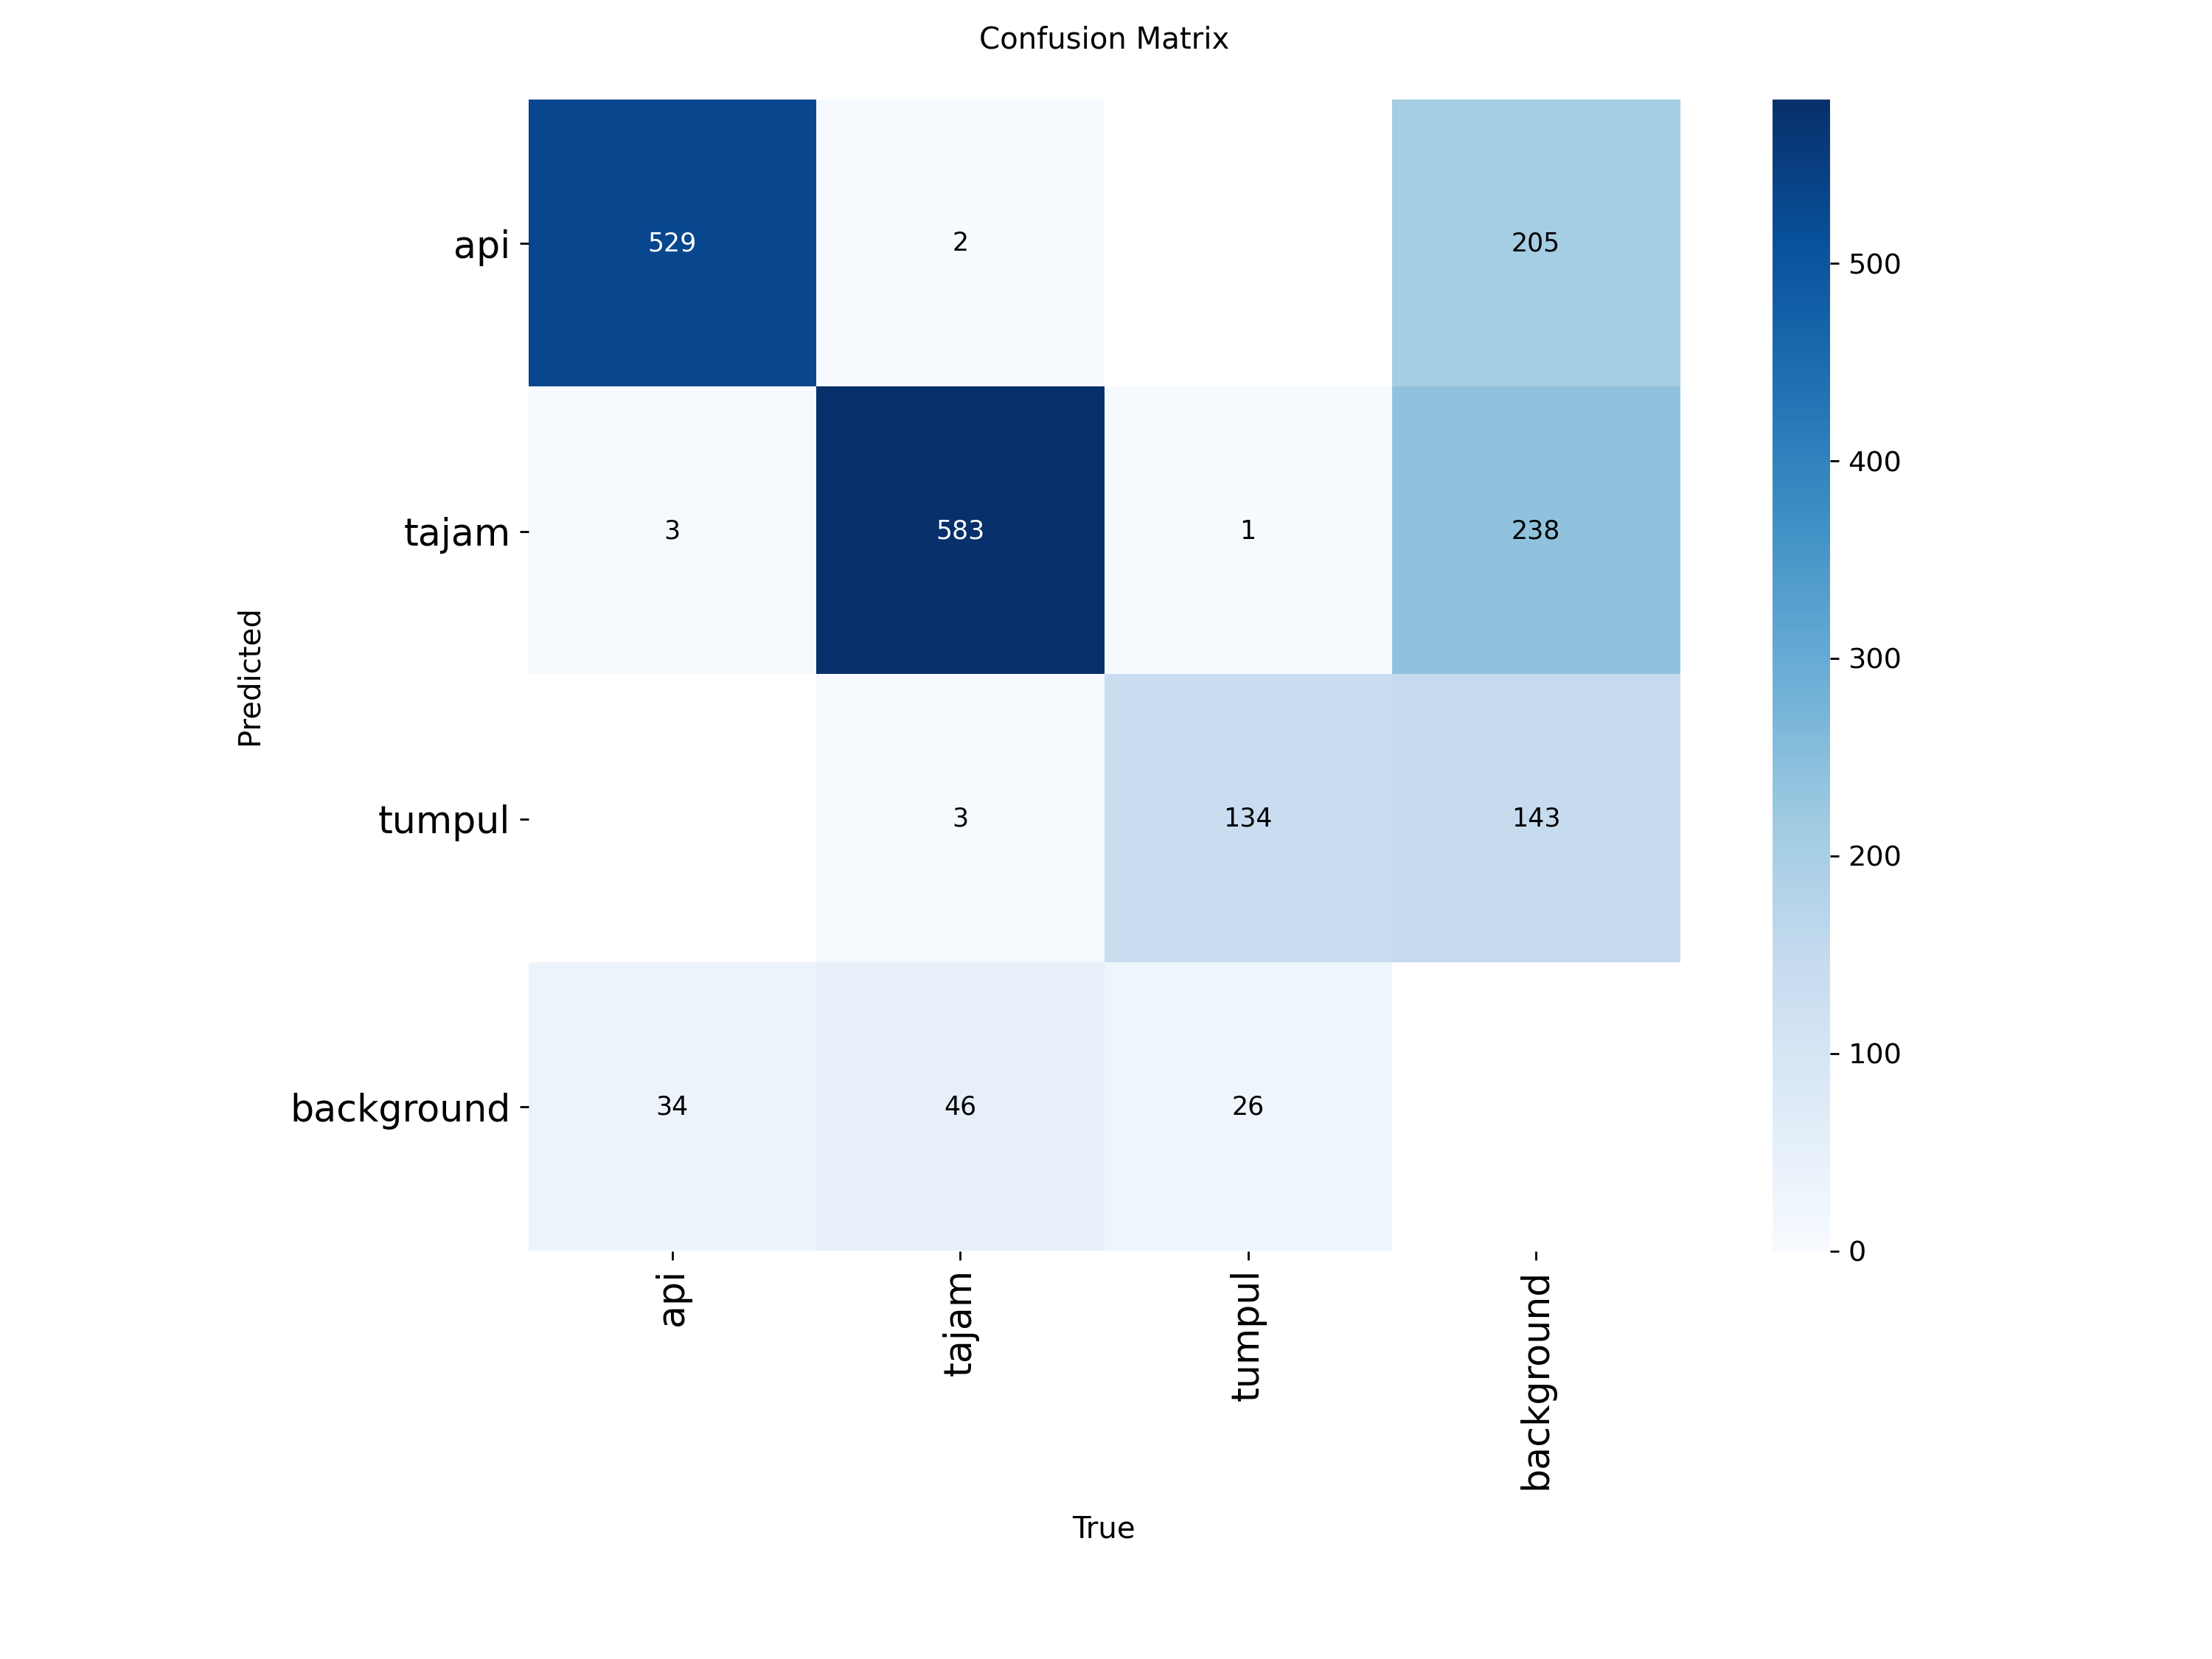 Confusion Matrix
api 529 2 205
tajam 3 583 1 238
tumpul 3 134 143
background 34 46 26
api tajam tumpul background
Predicted
True
500
400
300
200
100
0